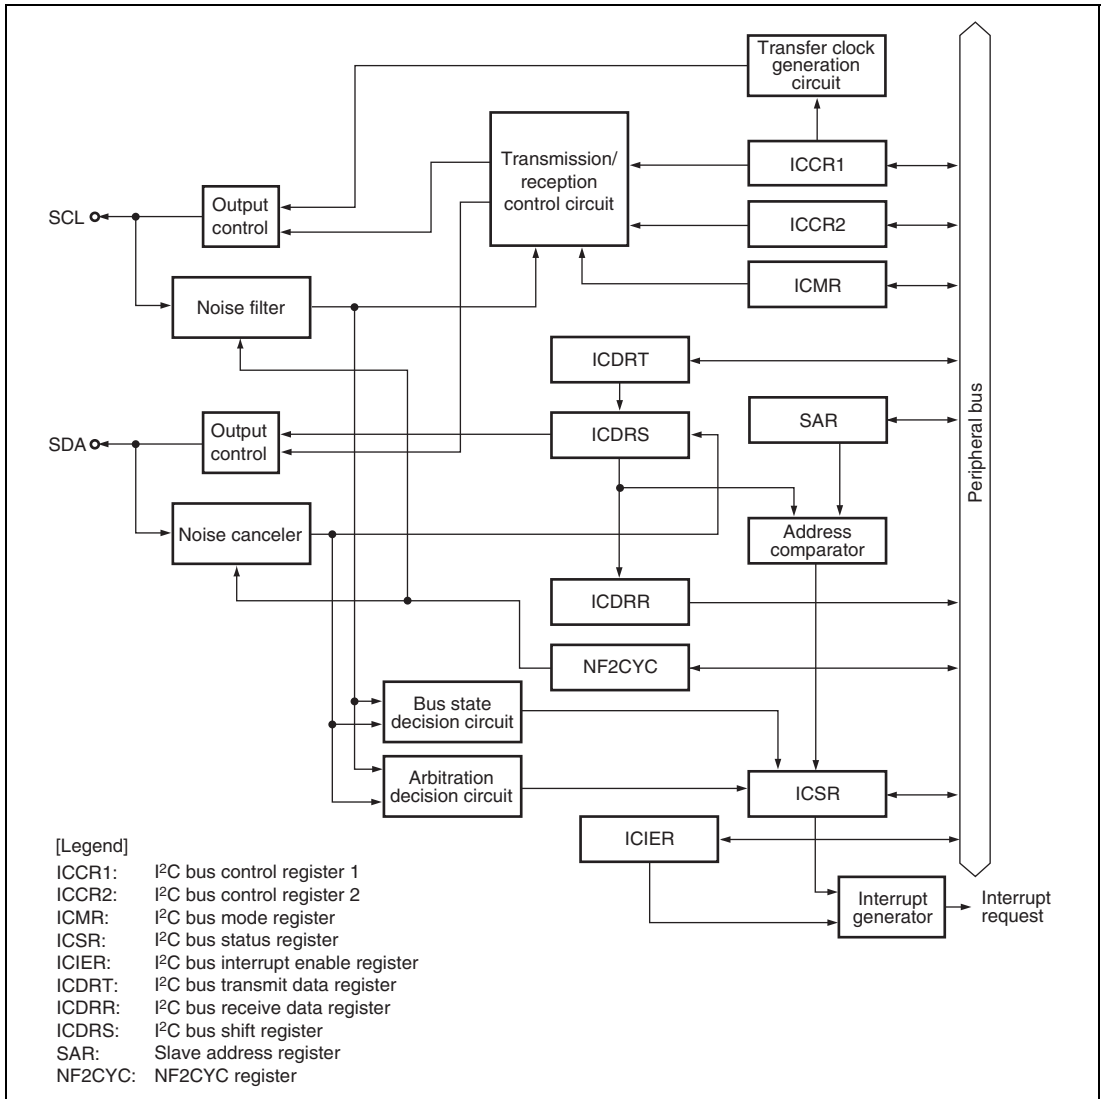 Transfer clock
generation
circuit
Transmission/
reception
control circuit
ICCR1
Output
control
SCL
ICCR2
ICMR
Noise filter
ICDRT
Peripheral bus
SAR
Output
control
SDA
ICDRS
Noise canceler
Address
comparator
ICDRR
NF2CYC
Bus state
decision circuit
Arbitration
decision circuit
ICSR
ICIER
Interrupt
generator
Interrupt
request
[Legend]
ICCR1: I²C bus control register 1
ICCR2: I²C bus control register 2
ICMR: I²C bus mode register
ICSR: I²C bus status register
ICIER: I²C bus interrupt enable register
ICDRT: I²C bus transmit data register
ICDRR: I²C bus receive data register
ICDRS: I²C bus shift register
SAR: Slave address register
NF2CYC: NF2CYC register